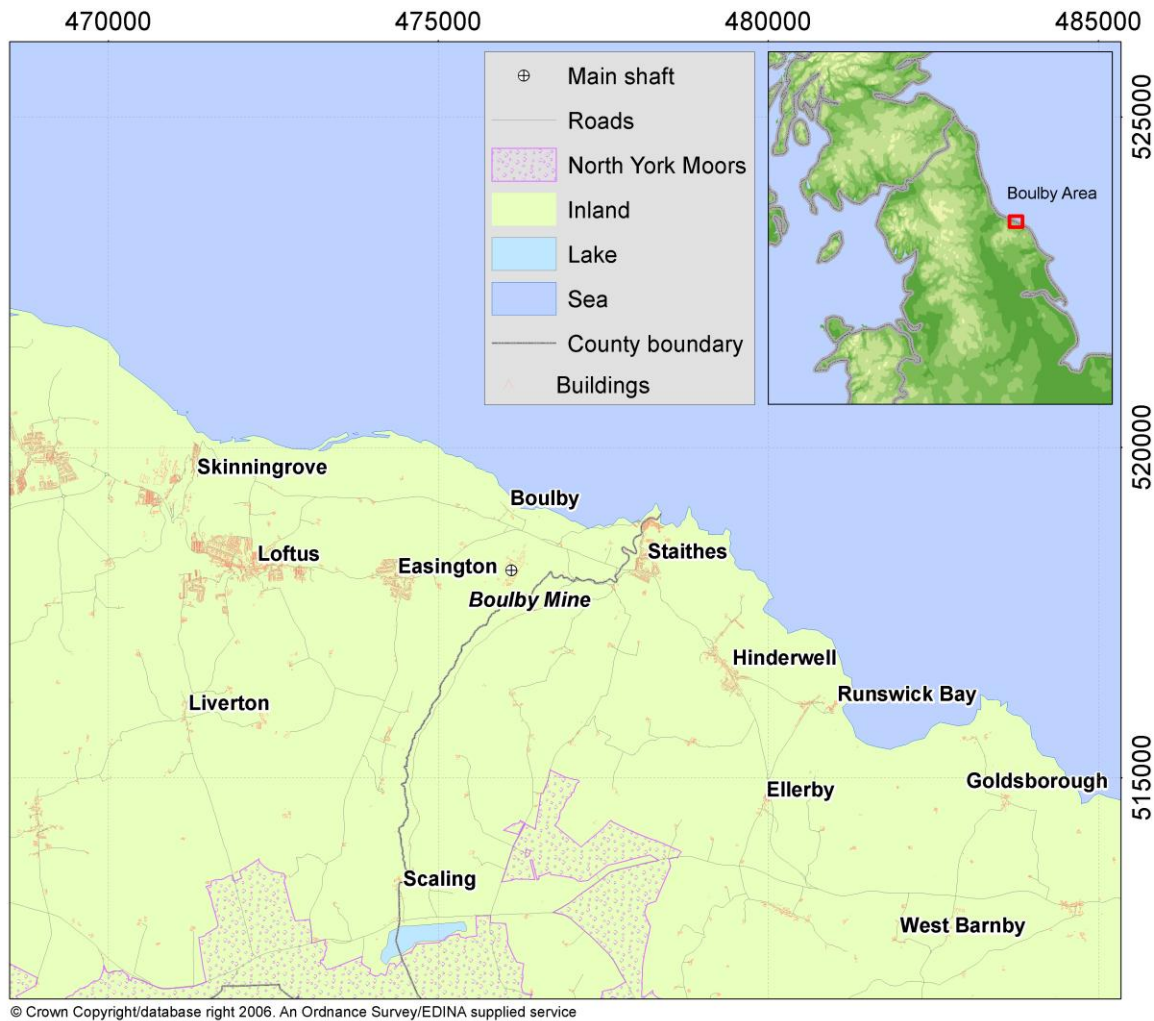 470000
475000
480000
485000
Main shaft
Roads
North York Moors
Inland
Lake
Sea
County boundary
Buildings
Boulby Area
525000
520000
515000
Skinningrove
Boulby
Loftus
Easington
Staithes
Boulby Mine
Hinderwell
Liverton
Runswick Bay
Ellerby
Goldsborough
Scaling
West Barnby
© Crown Copyright/database right 2006. An Ordnance Survey/EDINA supplied service